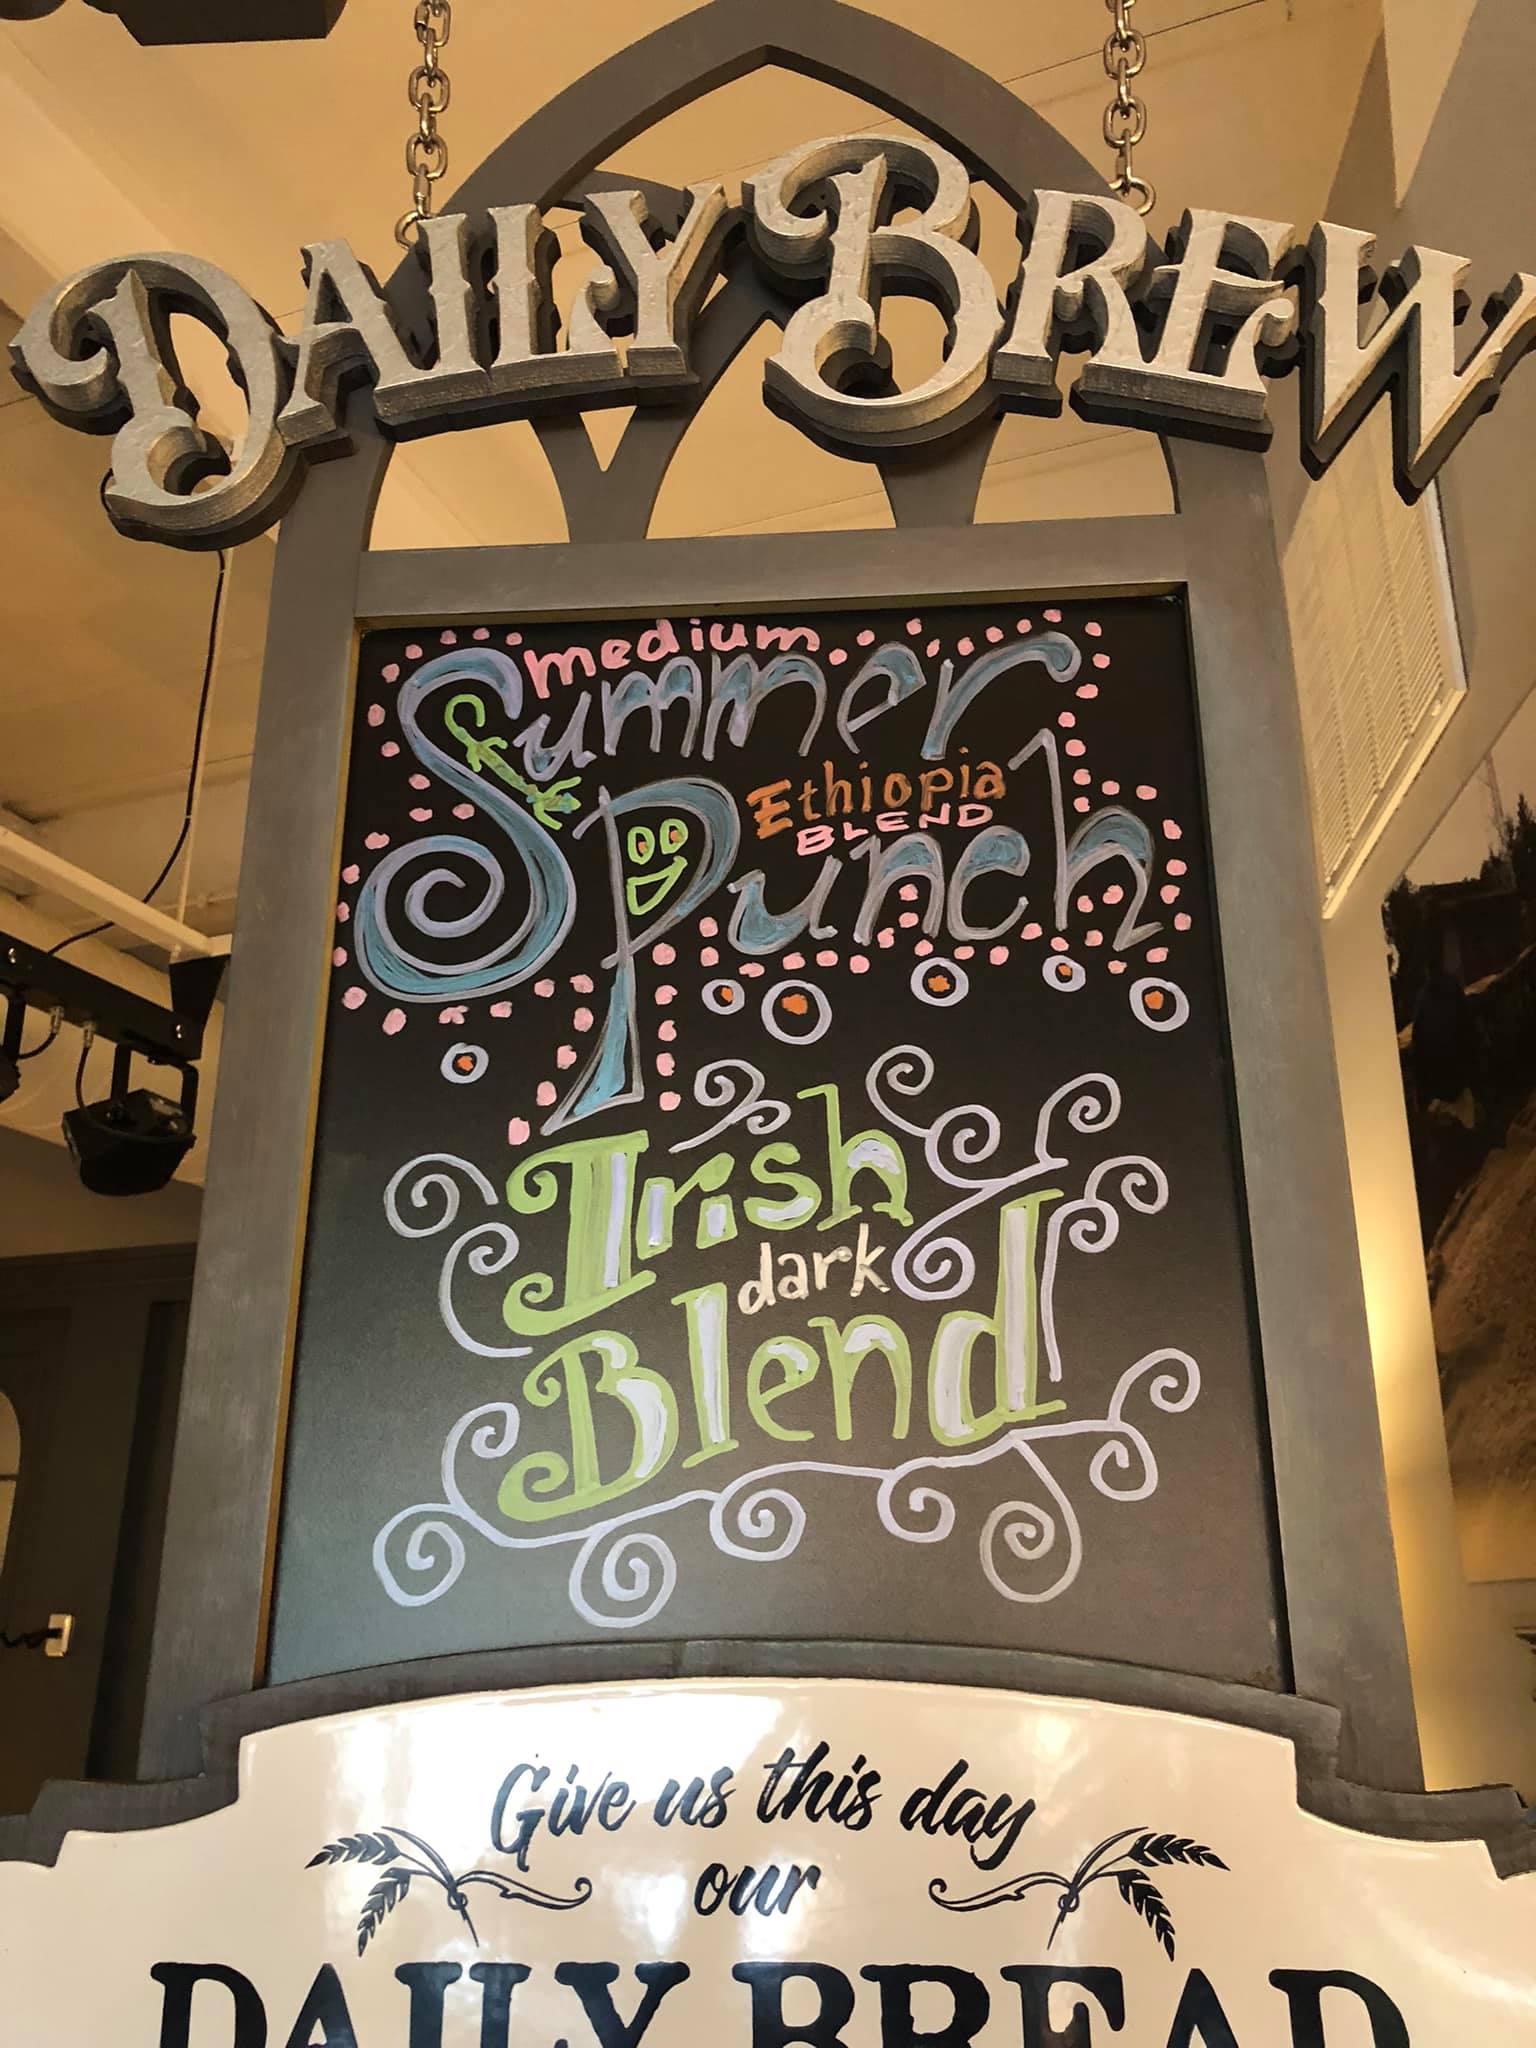 DAILY BREW
medium
Summer
Ethiopia
BLEND
Punch
Irish
dark
Blend
Give us this day
our
DAILY BREAD